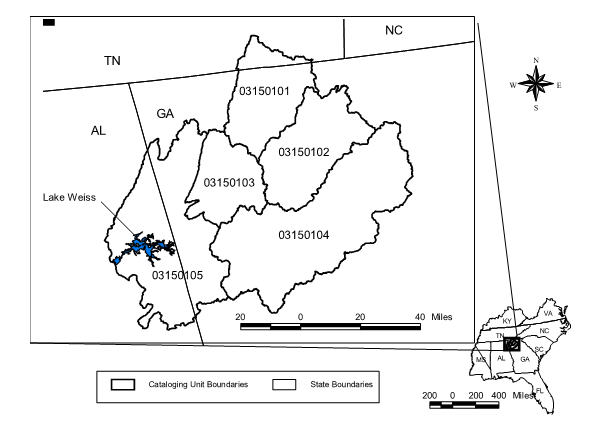 NC
TN
N
W E
S
03150101
GA
AL
03150102
03150103
Lake Weiss
03150104
03150105
20 0 20 40 Miles
KY
VA
TN
NC
SC
MS
AL
GA
FL
Cataloging Unit Boundaries
State Boundaries
200 0 200 400 Miles